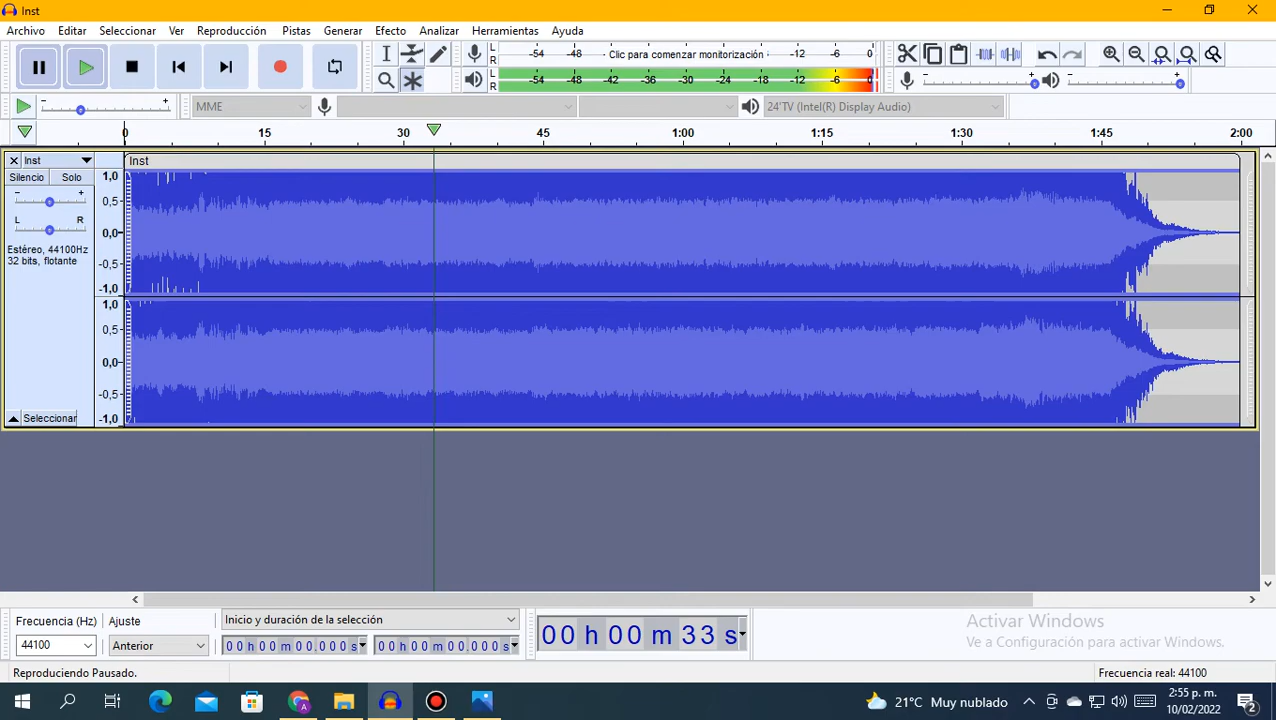 Inst
Archivo Editar Seleccionar Ver Reproducción Pistas Generar Efecto Analizar Herramientas Ayuda
L R -54 -48 Clic para comenzar monitorización -12 -6 0
L R -54 -48 -42 -36 -30 -24 -18 -12 -6 0
MME 24'TV (Intel(R) Display Audio)
0 15 30 45 1:00 1:15 1:30 1:45 2:00
Inst Inst
Silencio Solo
- +
L R
Estéreo, 44100Hz
32 bits, flotante
1,0
0,5
0,0
-0,5
-1,0
1,0
0,5
0,0
-0,5
-1,0
Seleccionar
Frecuencia (Hz) Ajuste Inicio y duración de la selección
44100 Anterior 00 h 00 m 00.000 s 00 h 00 m 00.000 s
00 h 00 m 33 s
Activar Windows
Ve a Configuración para activar Windows.
Reproduciendo Pausado. Frecuencia real: 44100
21°C Muy nublado
2:55 p. m.
10/02/2022
2